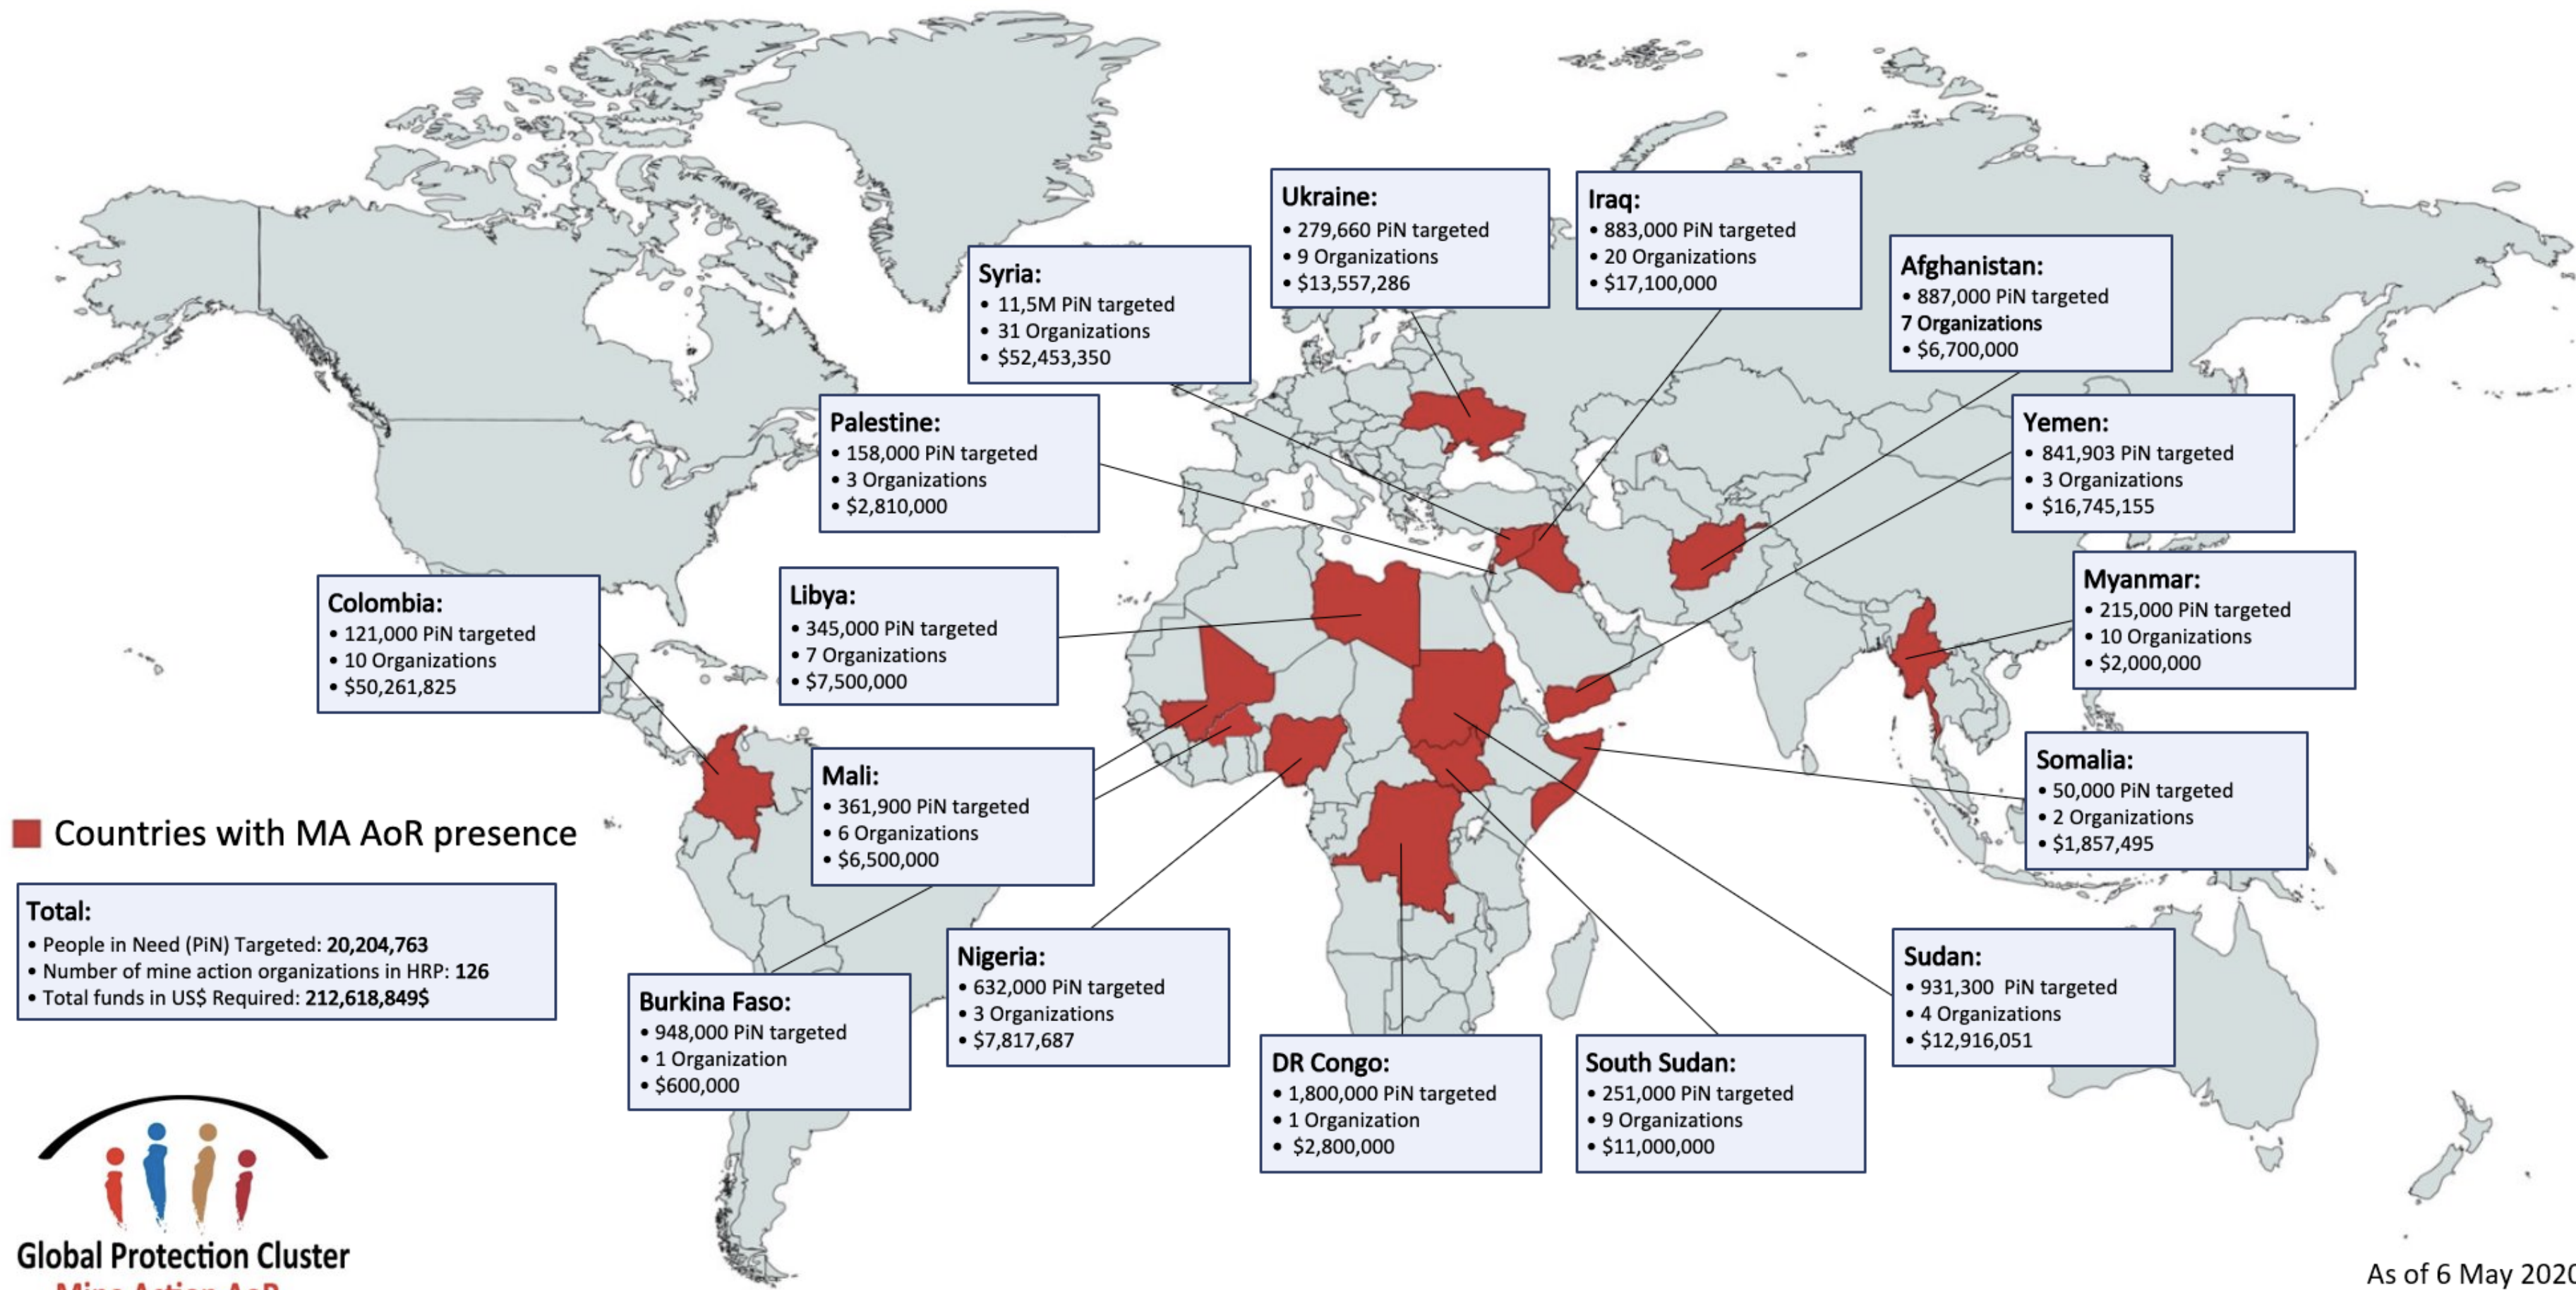 Ukraine:
• 279,660 PiN targeted
• 9 Organizations
• $13,557,286
Iraq:
• 883,000 PiN targeted
• 20 Organizations
• $17,100,000
Syria:
• 11,5M PiN targeted
• 31 Organizations
• $52,453,350
Afghanistan:
• 887,000 PiN targeted
7 Organizations
• $6,700,000
Palestine:
• 158,000 PiN targeted
• 3 Organizations
• $2,810,000
Yemen:
• 841,903 PiN targeted
• 3 Organizations
• $16,745,155
Colombia:
• 121,000 PiN targeted
• 10 Organizations
• $50,261,825
Libya:
• 345,000 PiN targeted
• 7 Organizations
• $7,500,000
Myanmar:
• 215,000 PiN targeted
• 10 Organizations
• $2,000,000
Mali:
• 361,900 PiN targeted
• 6 Organizations
• $6,500,000
Somalia:
• 50,000 PiN targeted
• 2 Organizations
• $1,857,495
Countries with MA AoR presence
Total:
• People in Need (PiN) Targeted: 20,204,763
• Number of mine action organizations in HRP: 126
• Total funds in US$ Required: 212,618,849$
Burkina Faso:
• 948,000 PiN targeted
• 1 Organization
• $600,000
Nigeria:
• 632,000 PiN targeted
• 3 Organizations
• $7,817,687
DR Congo:
• 1,800,000 PiN targeted
• 1 Organization
• $2,800,000
South Sudan:
• 251,000 PiN targeted
• 9 Organizations
• $11,000,000
Sudan:
• 931,300 PiN targeted
• 4 Organizations
• $12,916,051
Global Protection Cluster
Mine Action AoR
As of 6 May 2020